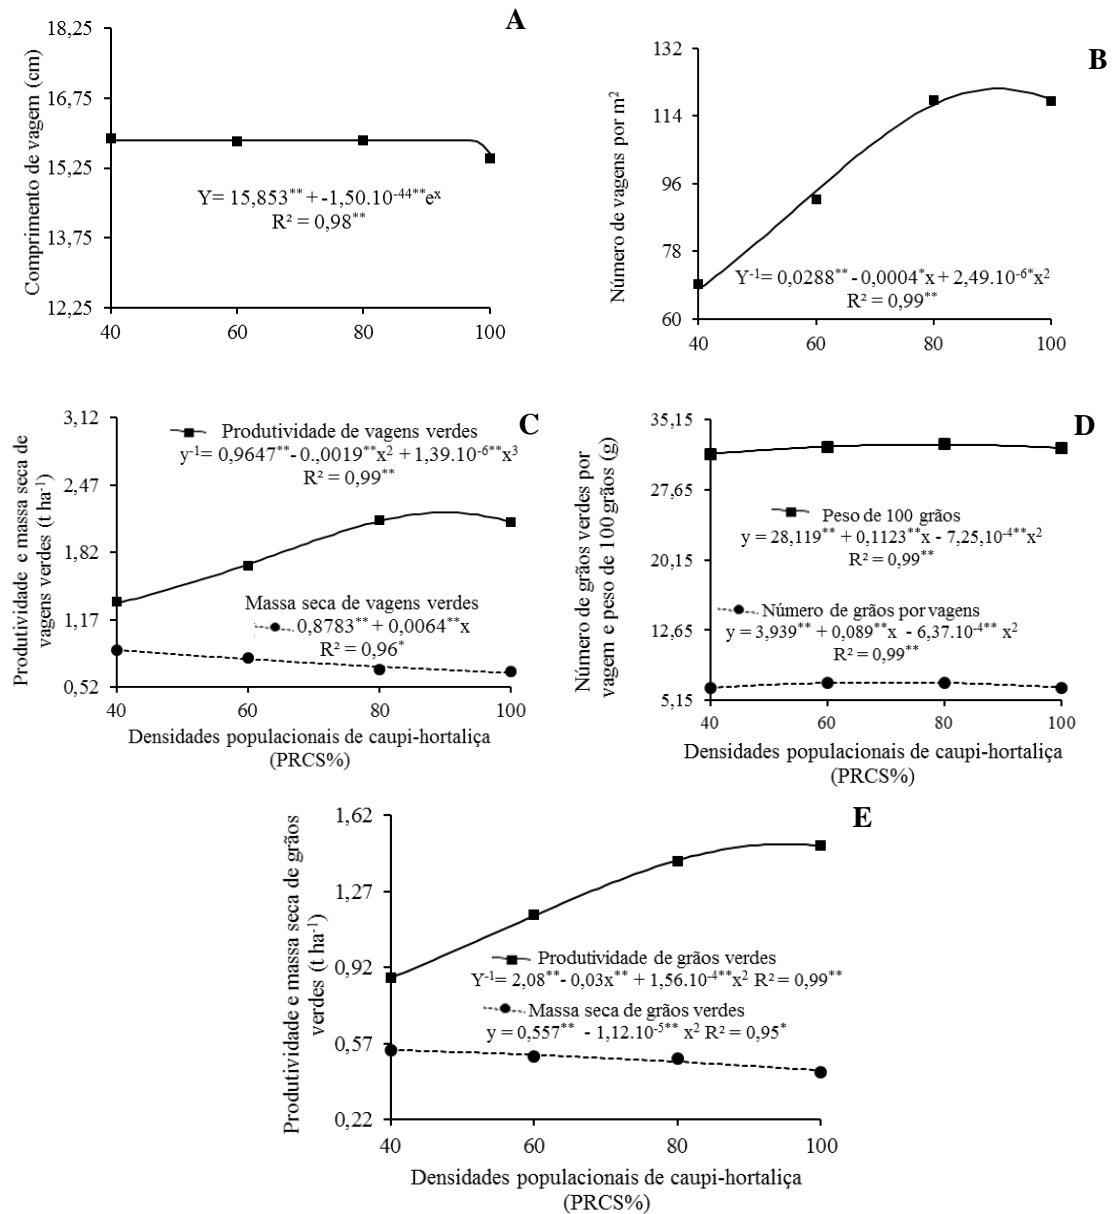 A
18,25
16,75
15,25
13,75
12,25
Comprimento de vagem (cm)
Y= 15,853** + -1,50.10-44**eˣ
R² = 0,98**
40 60 80 100
B
132
114
96
78
60
Número de vagens por m²
Y-1= 0,0288** - 0,0004*x + 2,49.10-6*x²
R² = 0,99**
40 60 80 100
C
3,12
2,47
1,82
1,17
0,52
Produtividade e massa seca de
vagens verdes (t ha-1)
Produtividade de vagens verdes
y-1= 0,9647** - 0.,0019**x² + 1,39.10-6**x³
R² = 0,99**
Massa seca de vagens verdes
0,8783** + 0,0064**x
R² = 0,96*
40 60 80 100
Densidades populacionais de caupi-hortaliça
(PRCS%)
D
35,15
27,65
20,15
12,65
5,15
Número de grãos verdes por
vagem e peso de 100 grãos (g)
Peso de 100 grãos
y = 28,119** + 0,1123**x - 7,25,10-4**x²
R² = 0,99**
Número de grãos por vagens
y = 3,939** + 0,089**x - 6,37.10-4** x²
R² = 0,99**
40 60 80 100
Densidades populacionais de caupi-hortaliça
(PRCS%)
E
1,62
1,27
0,92
0,57
0,22
Produtividade e massa seca de grãos
verdes (t ha-1)
Produtividade de grãos verdes
Y-1= 2,08** - 0,03x** + 1,56.10-4**x² R² = 0,99**
Massa seca de grãos verdes
y = 0,557** - 1,12.10-5** x² R² = 0,95*
40 60 80 100
Densidades populacionais de caupi-hortaliça
(PRCS%)